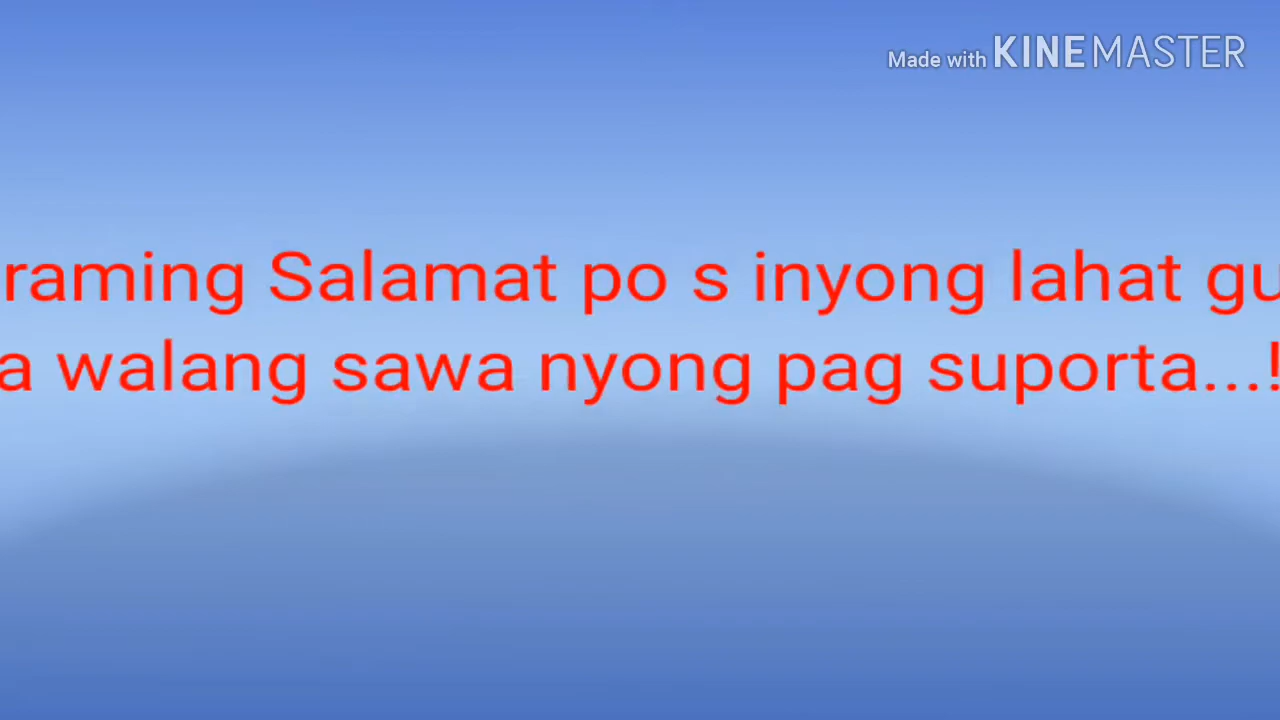 Made with KINEMASTER
raming Salamat po s inyong lahat gu
a walang sawa nyong pag suporta...!